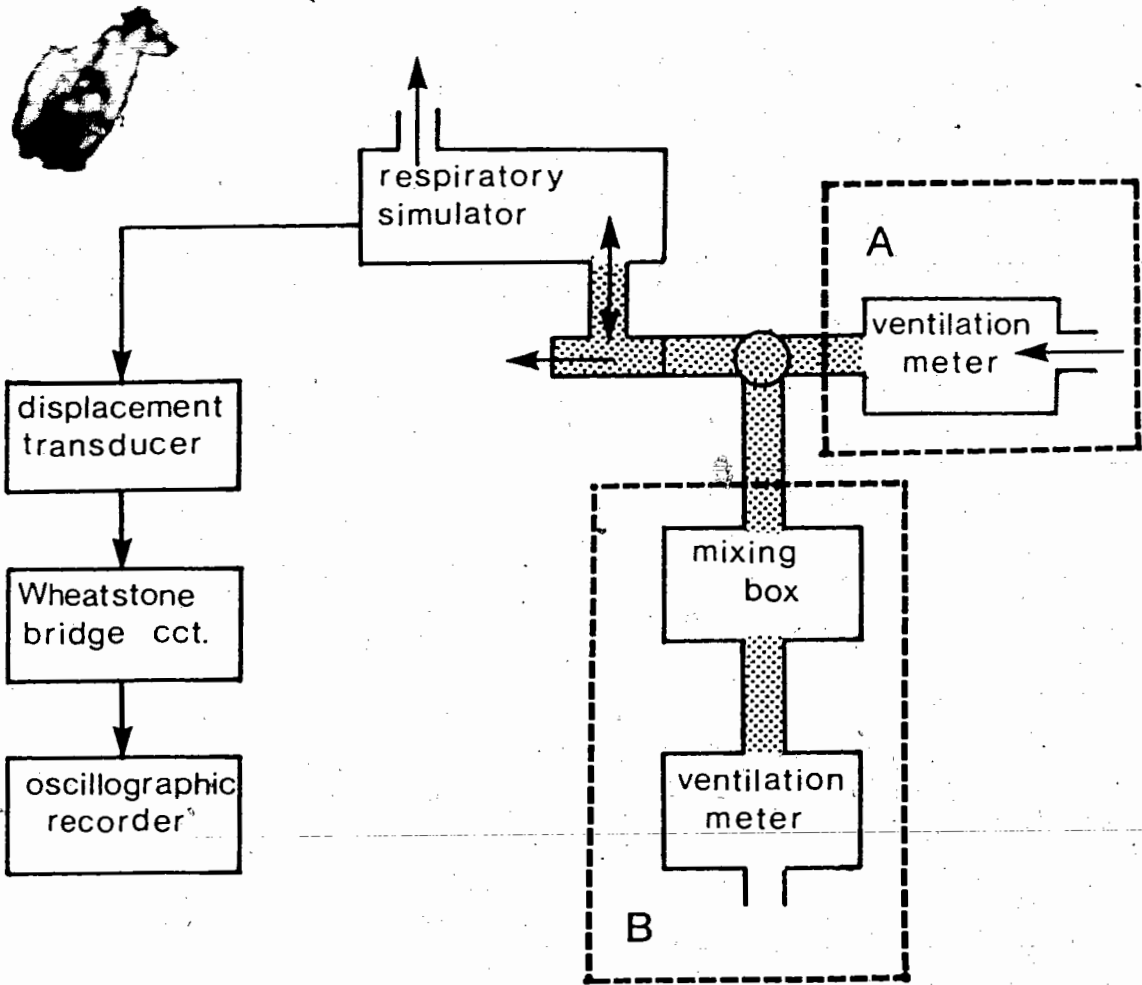 respiratory
simulator
A
ventilation
meter
displacement
transducer
mixing
box
Wheatstone
bridge cct.
ventilation
meter
oscillographic
recorder
B